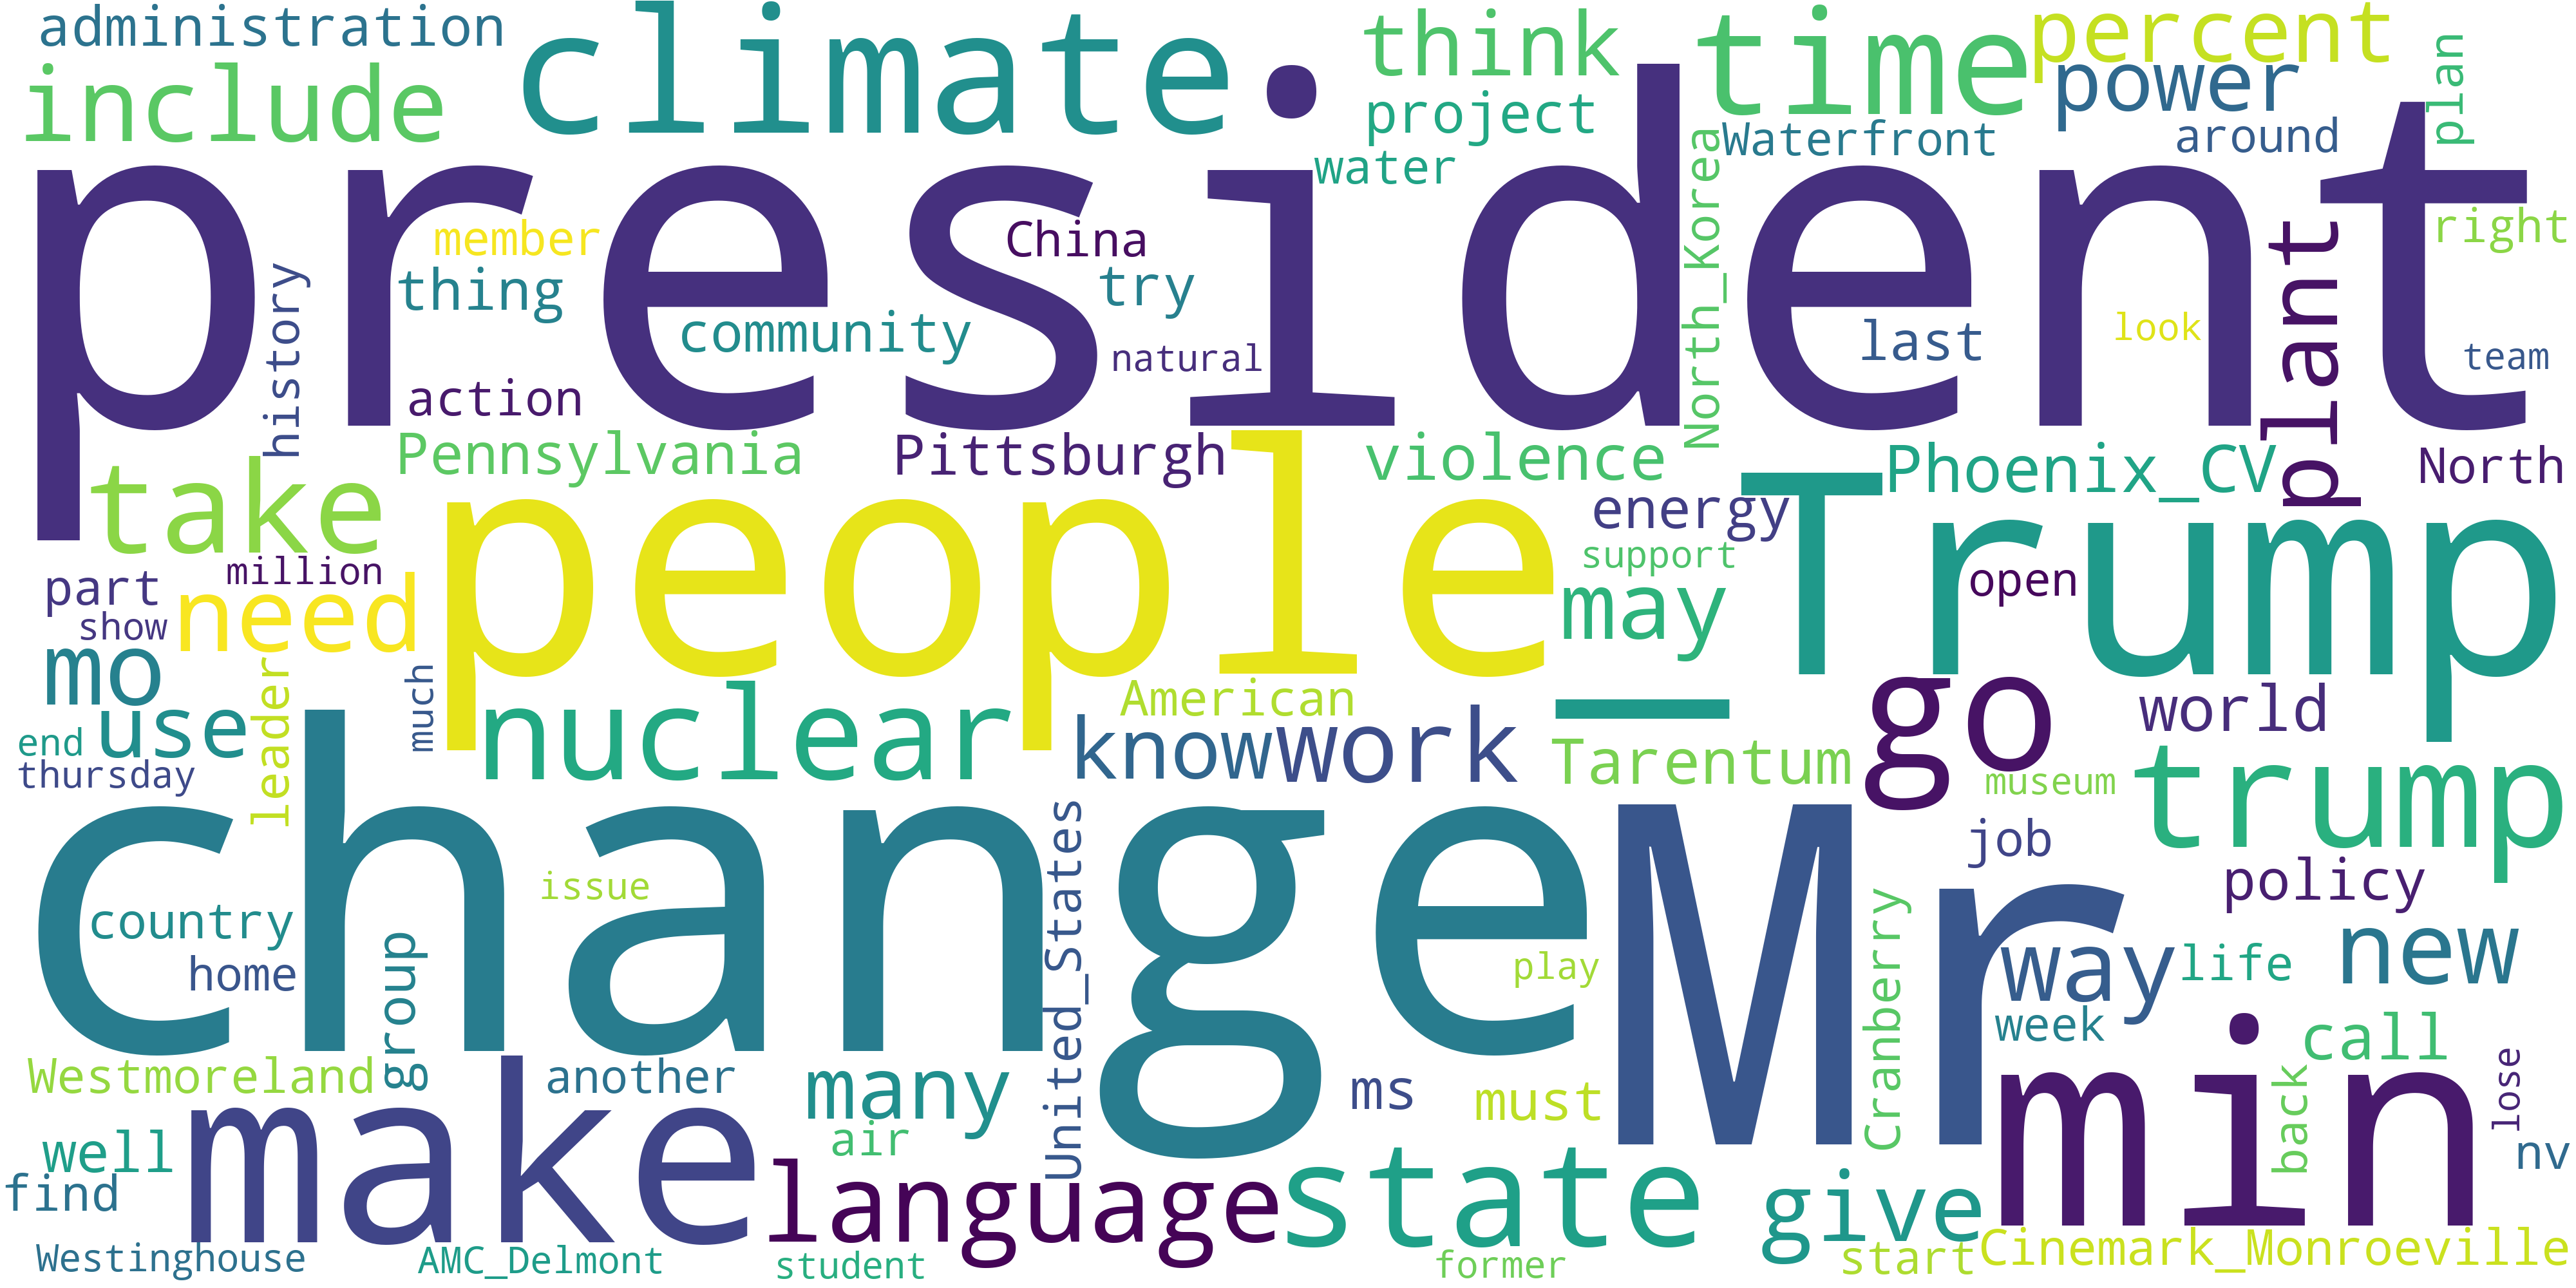 administration
climate
think
time
percent
include
project
power
plan
water
Waterfront
around
president
North_Korea
member
China
right
thing
try
history
community
natural
last
look
team
plant
action
Pennsylvania
Pittsburgh
violence
Phoenix_CV
North
take
people
energy
_Trump
million
support
part
need
may
open
show
mo
leader
much
nuclear
American
know
work
go
world
use
end
Tarentum
trump
thursday
museum
change
Mr
job
United_States
issue
Cranberry
policy
country
way
new
home
group
play
life
week
call
Westmoreland
another
many
ms
must
min
back
lose
make
well
air
nv
find
language
state
give
Westinghouse
AMC_Delmont
student
former
start
Cinemark_Monroeville